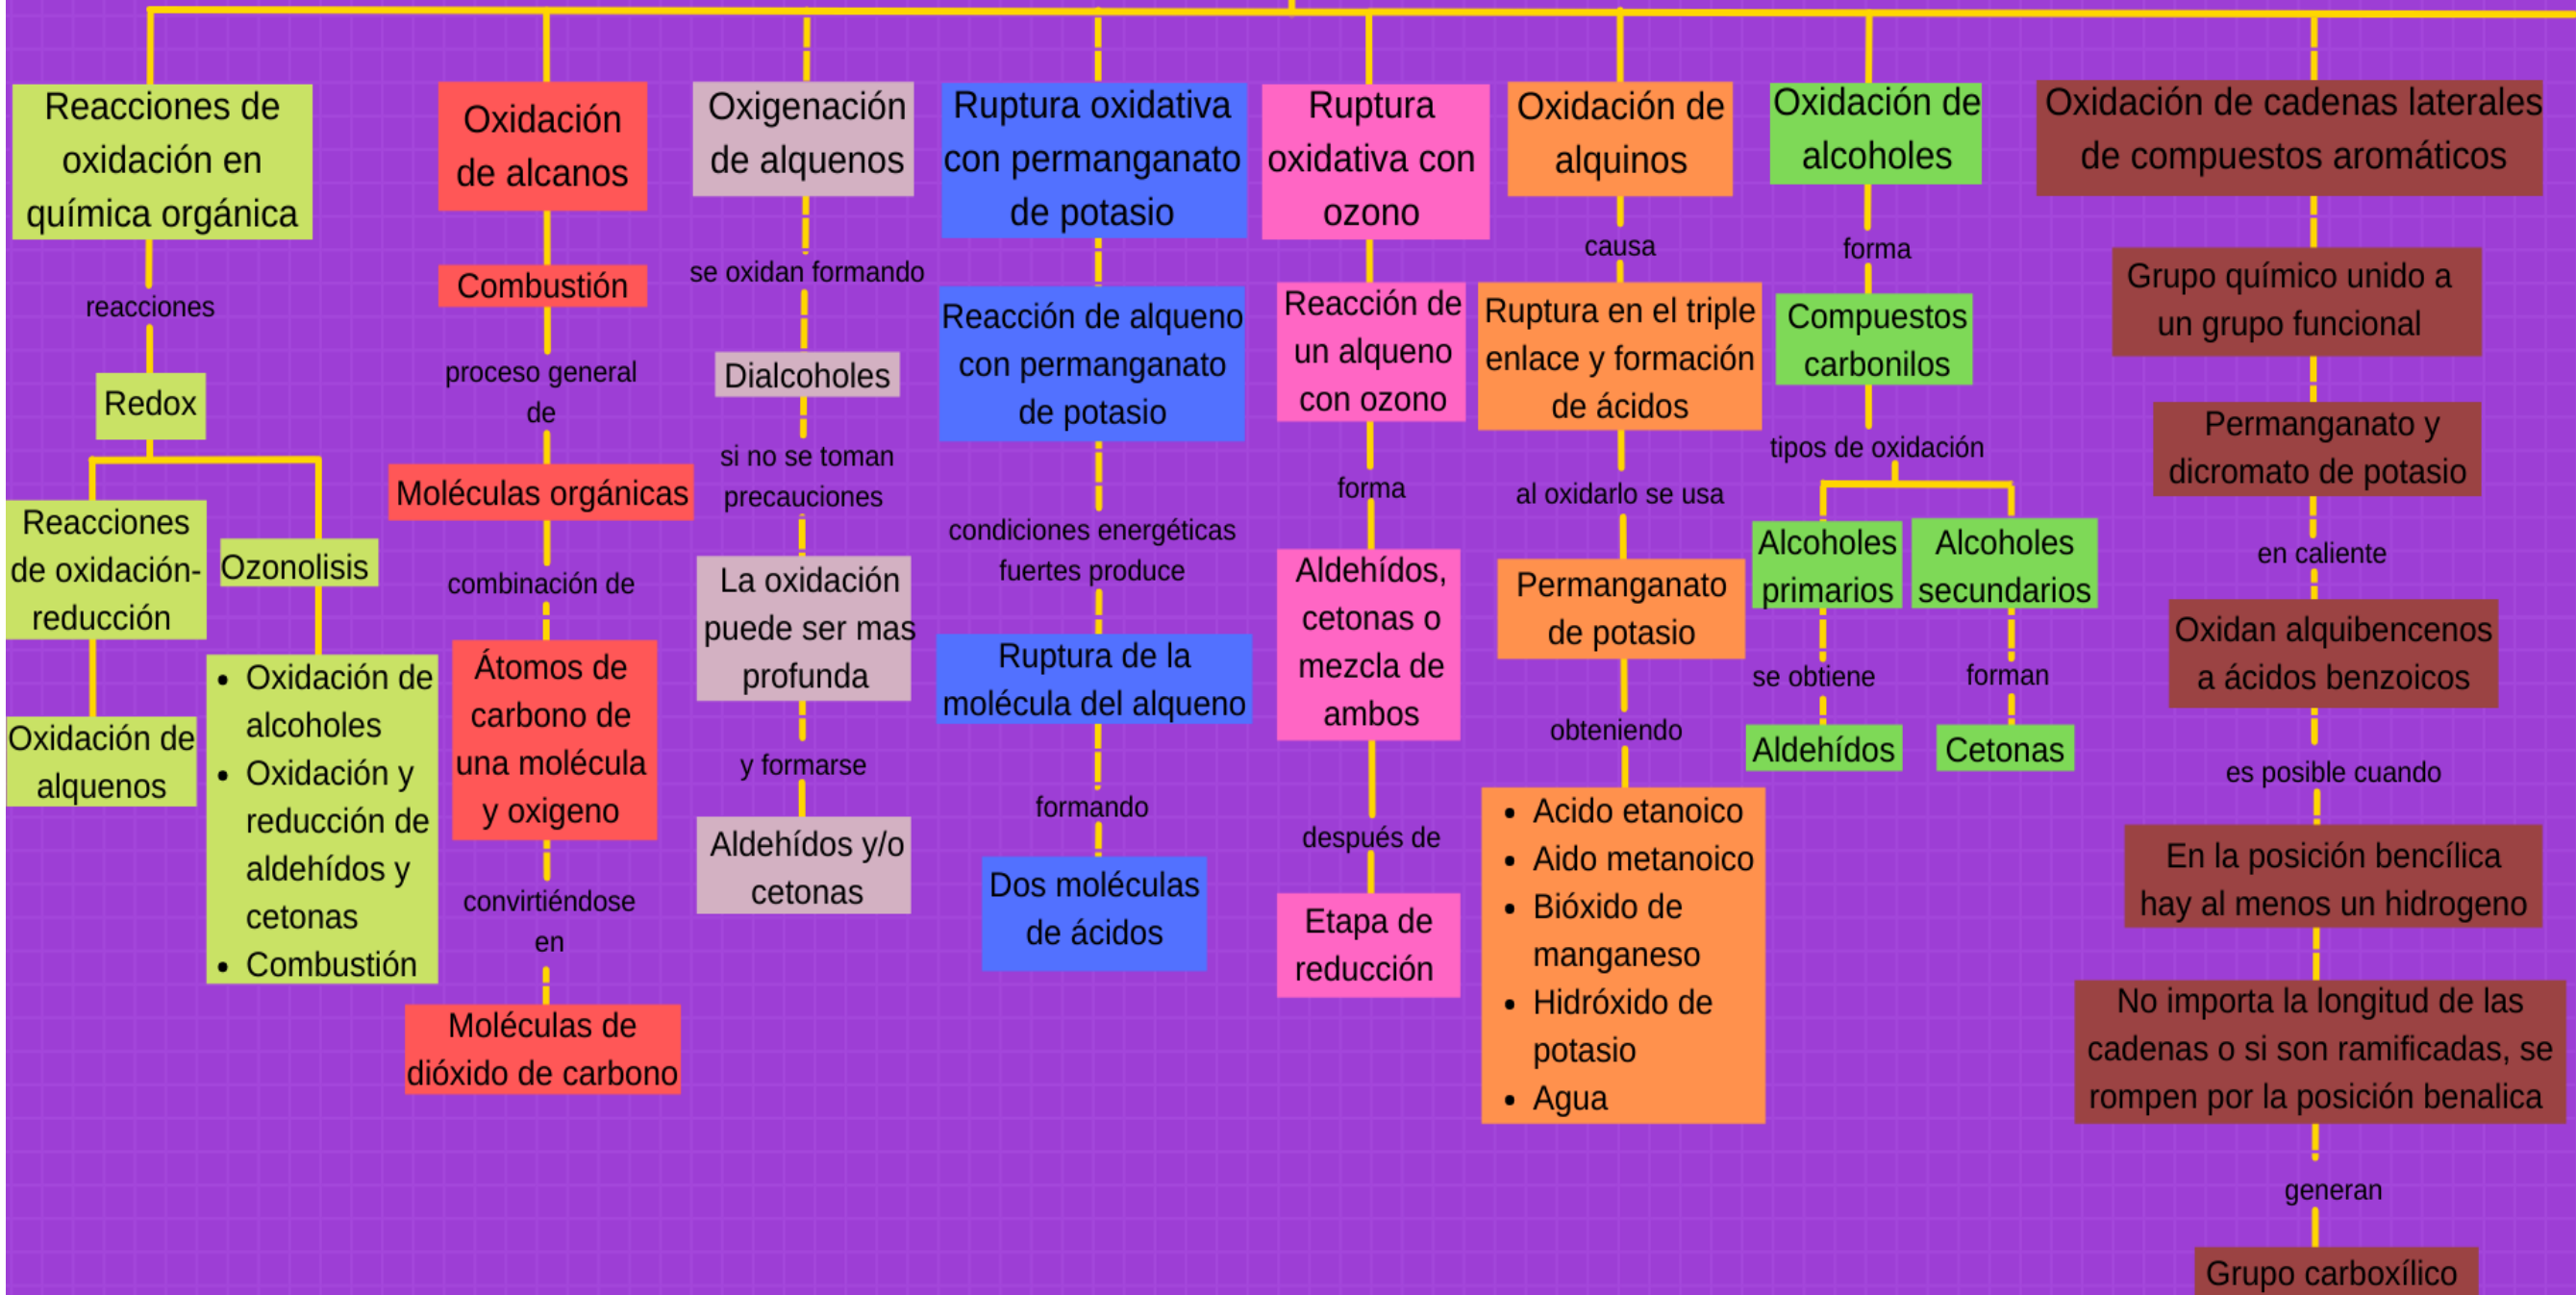 Reacciones de
oxidación en
química orgánica
reacciones
Redox
Reacciones
de oxidación-
reducción
Oxidación de
alquenos
Ozonolisis
• Oxidación de
alcoholes
• Oxidación y
reducción de
aldehídos y
cetonas
• Combustión
Oxidación
de alcanos
Combustión
proceso general
de
Moléculas orgánicas
combinación de
Átomos de
carbono de
una molécula
y oxigeno
convirtiéndose
en
Moléculas de
dióxido de carbono
Oxigenación
de alquenos
se oxidan formando
Dialcoholes
si no se toman
precauciones
La oxidación
puede ser mas
profunda
y formarse
Aldehídos y/o
cetonas
Ruptura oxidativa
con permanganato
de potasio
Reacción de alqueno
con permanganato
de potasio
condiciones energéticas
fuertes produce
Ruptura de la
molécula del alqueno
formando
Dos moléculas
de ácidos
Ruptura
oxidativa con
ozono
Reacción de
un alqueno
con ozono
forma
Aldehídos,
cetonas o
mezcla de
ambos
después de
Etapa de
reducción
Oxidación de
alquinos
causa
Ruptura en el triple
enlace y formación
de ácidos
al oxidarlo se usa
Permanganato
de potasio
obteniendo
• Acido etanoico
• Aido metanoico
• Bióxido de
manganeso
• Hidróxido de
potasio
• Agua
Oxidación de
alcoholes
forma
Compuestos
carbonilos
tipos de oxidación
Alcoholes
primarios
se obtiene
Aldehídos
Alcoholes
secundarios
forman
Cetonas
Oxidación de cadenas laterales
de compuestos aromáticos
Grupo químico unido a
un grupo funcional
Permanganato y
dicromato de potasio
en caliente
Oxidan alquibencenos
a ácidos benzoicos
es posible cuando
En la posición bencílica
hay al menos un hidrogeno
No importa la longitud de las
cadenas o si son ramificadas, se
rompen por la posición benalica
generan
Grupo carboxílico